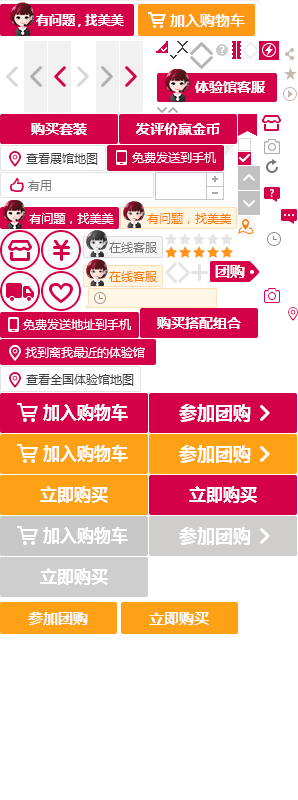 有问题，找美美
加入购物车
体验馆客服
购买套装
发评价赢金币
查看展馆地图
免费发送到手机
有用
有问题，找美美
有问题，找美美
在线客服
在线客服
团购
免费发送地址到手机
购买搭配组合
找到离我最近的体验馆
查看全国体验馆地图
加入购物车
参加团购
加入购物车
参加团购
立即购买
立即购买
加入购物车
参加团购
立即购买
参加团购
立即购买